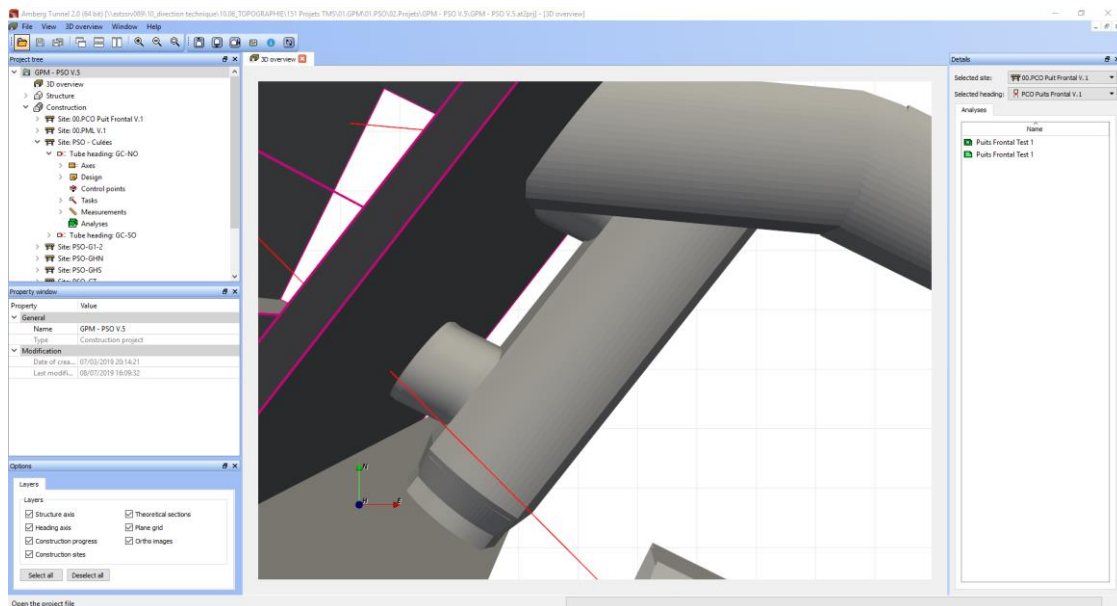 Amberg Tunnel 2.0 (64 bit) [\\entsrv089\10_direction technique\10.06_TOPOGRAPHIE\151 Projets TMS\01.GPM\01.PSO\02.Projets\GPM - PSO V.5\GPM - PSO V.5.at2prj] - [3D overview]
File View 3D overview Window Help
Project tree
GPM - PSO V.5
3D overview
Structure
Construction
Site: 00.PCO Puit Frontal V.1
Site: 00.PML V.1
Site: PSO - Culées
Tube heading: GC-NO
Axes
Design
Control points
Tasks
Measurements
Analyses
Tube heading: GC-SO
Site: PSO-G1-2
Site: PSO-GHN
Site: PSO-GHS
Property window
Property Value
General
Name GPM - PSO V.5
Type Construction project
Modification
Date of crea... 07/03/2019 20:14:21
Last modifi... 08/07/2019 16:09:32
Options
Layers
Layers
Structure axis Theoretical sections
Heading axis Plane grid
Construction progress Ortho images
Construction sites
Select all Deselect all
Open the project file
3D overview
N
H E
Details
Selected site: 00.PCO Puit Frontal V.1
Selected heading: PCO Puits Frontal V.1
Analyses
Name
Puits Frontal Test 1
Puits Frontal Test 1